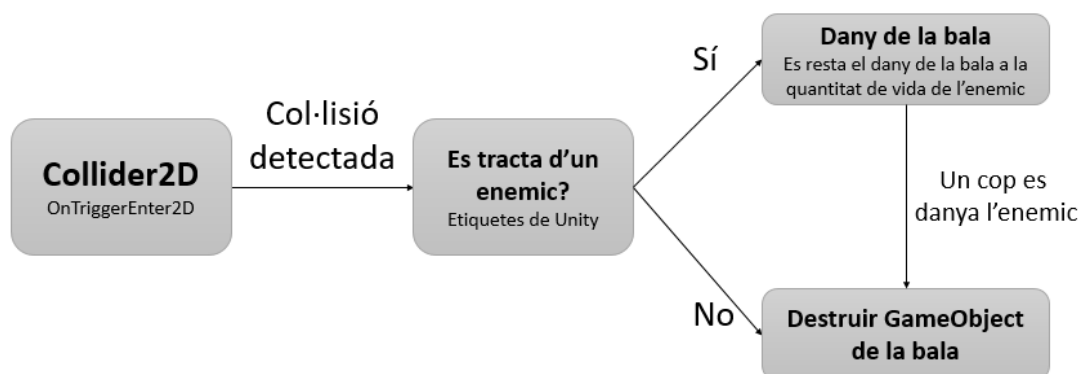 Collider2D
OnTriggerEnter2D
Col·lisió
detectada
Es tracta d'un
enemic?
Etiquetes de Unity
Sí
No
Dany de la bala
Es resta el dany de la bala a la
quantitat de vida de l'enemic
Un cop es
danya l'enemic
Destruir GameObject
de la bala